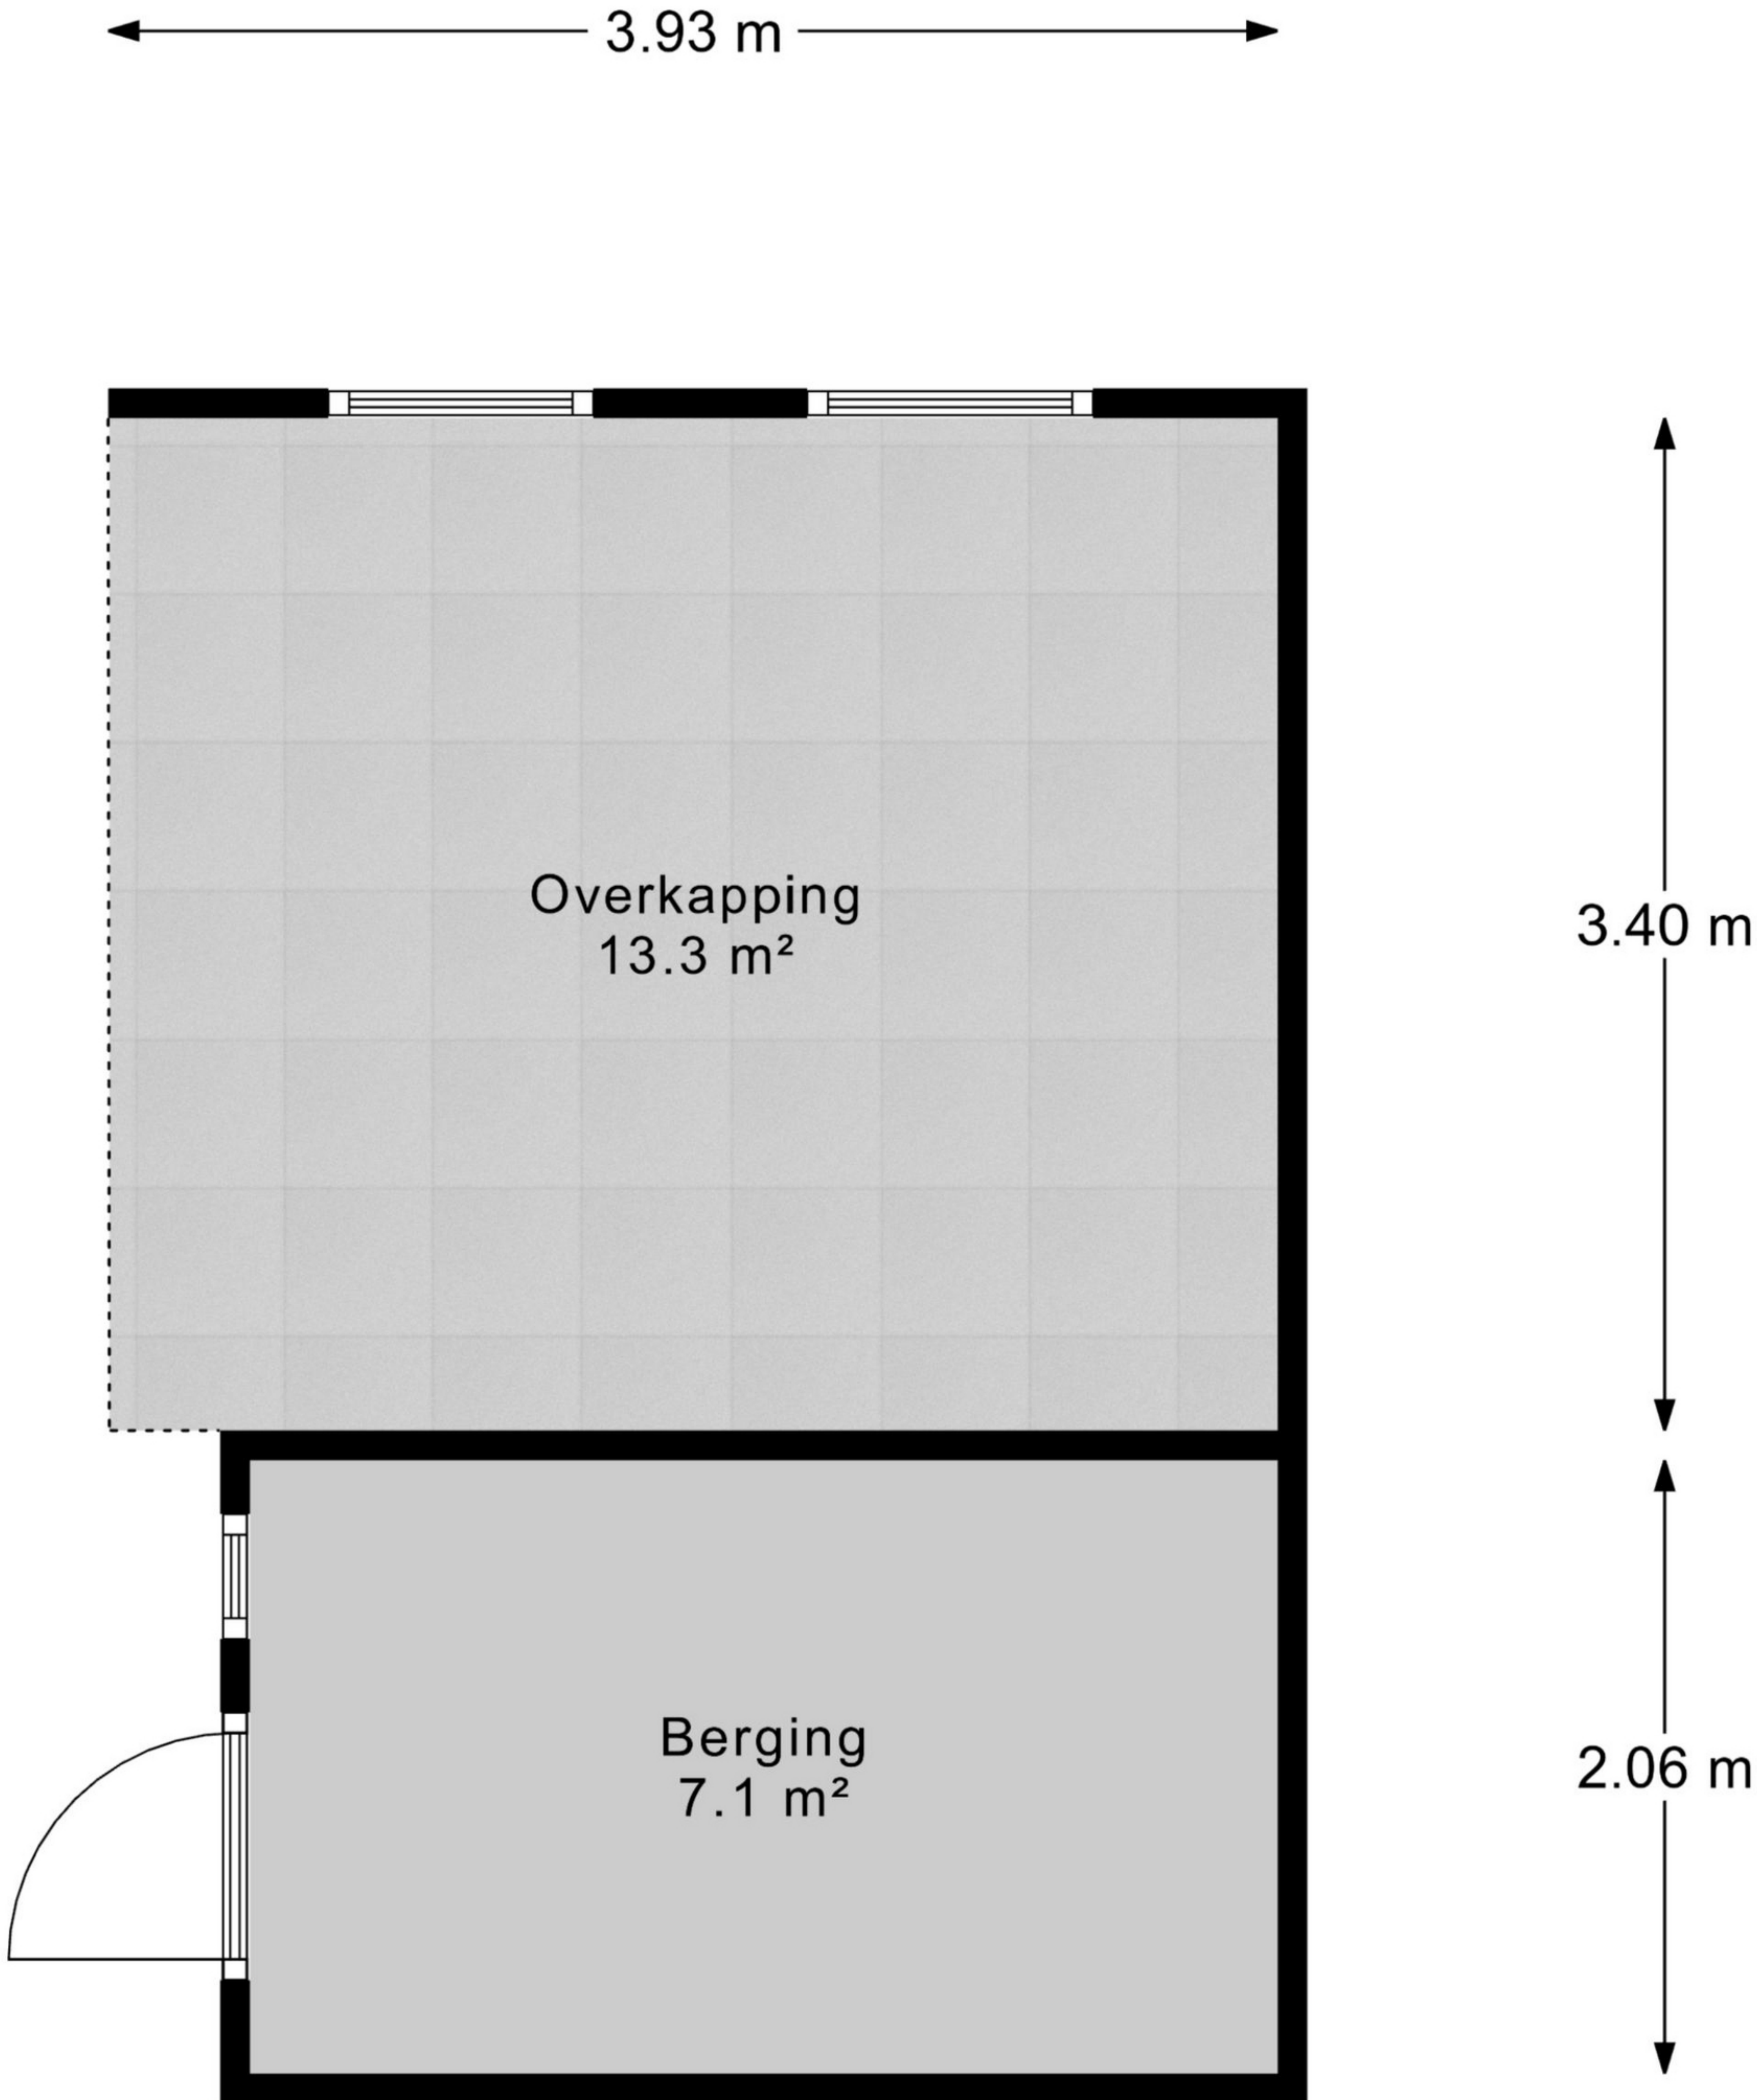 3.93 m
Overkapping
13.3 m²
3.40 m
Berging
7.1 m²
2.06 m